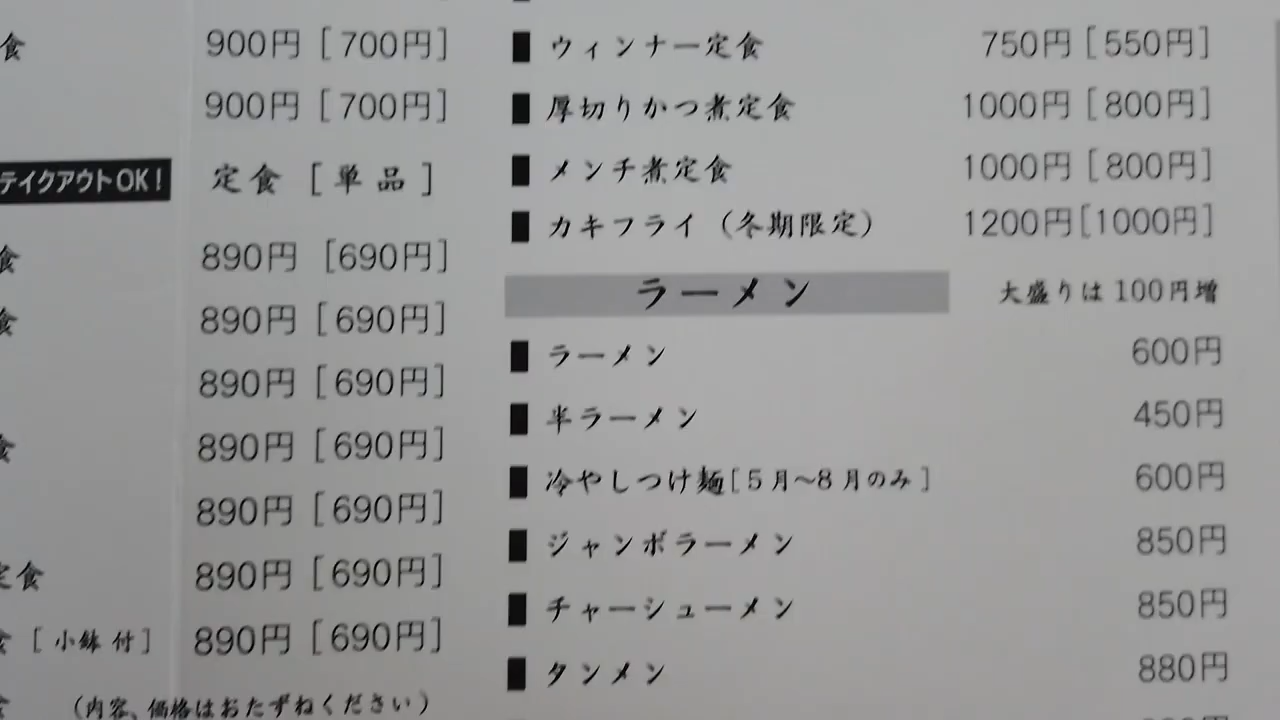 食 900円 [700円]
900円 [700円]
テイクアウトOK! 定食 [単品]
食 890円 [690円]
食 890円 [690円]
890円 [690円]
食 890円 [690円]
890円 [690円]
定食 890円 [690円]
食 [小鉢付] 890円 [690円]
食 (内容、価格はおたずねください)
ウィンナー定食 750円 [550円]
厚切りかつ煮定食 1000円 [800円]
メンチ煮定食 1000円 [800円]
カキフライ (冬期限定) 1200円[1000円]
ラーメン 大盛りは100円増
ラーメン 600円
半ラーメン 450円
冷やしつけ麺[5月~8月のみ] 600円
ジャンボラーメン 850円
チャーシューメン 850円
タンメン 880円